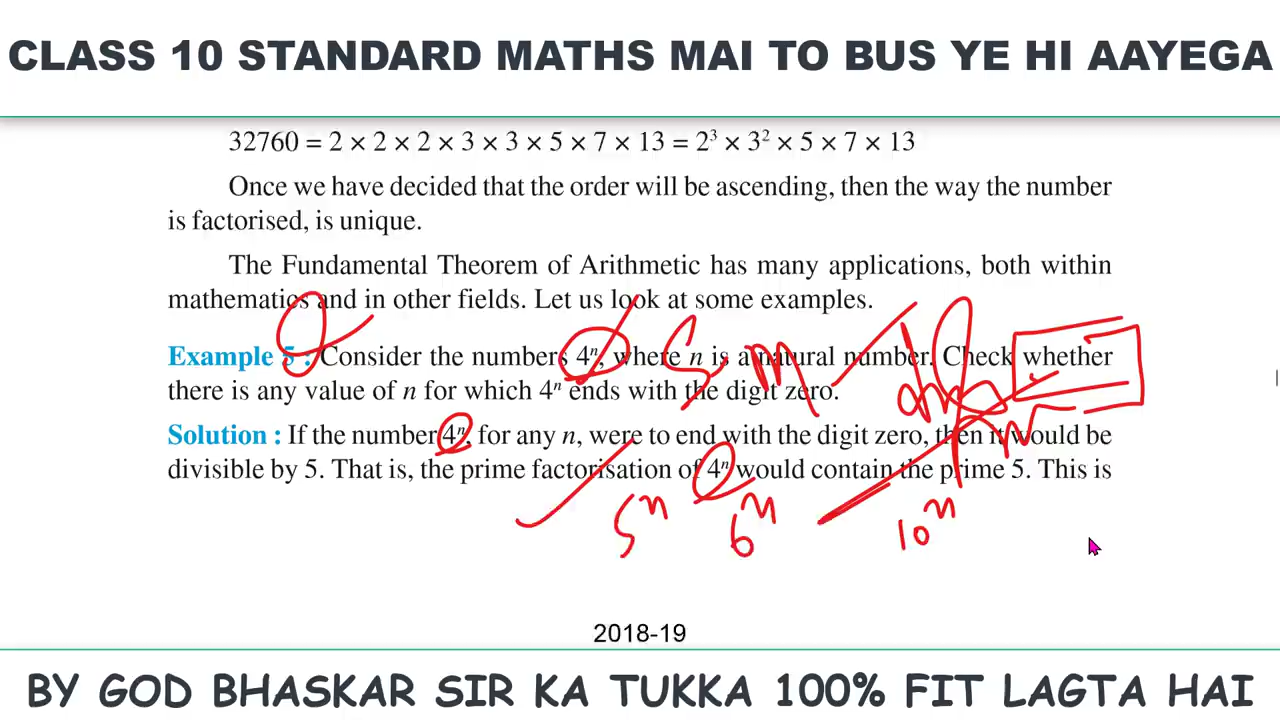 CLASS 10 STANDARD MATHS MAI TO BUS YE HI AAYEGA
32760 = 2 × 2 × 2 × 3 × 3 × 5 × 7 × 13 = 2³ × 3² × 5 × 7 × 13
Once we have decided that the order will be ascending, then the way the number
is factorised, is unique.
The Fundamental Theorem of Arithmetic has many applications, both within
mathematics and in other fields. Let us look at some examples.
Example 5 : Consider the numbers 4ⁿ, where n is a natural number. Check whether
there is any value of n for which 4ⁿ ends with the digit zero.
Solution : If the number 4ⁿ, for any n, were to end with the digit zero, then it would be
divisible by 5. That is, the prime factorisation of 4ⁿ would contain the prime 5. This is
5ⁿ 6ⁿ 10ⁿ
2018-19
BY GOD BHASKAR SIR KA TUKKA 100% FIT LAGTA HAI